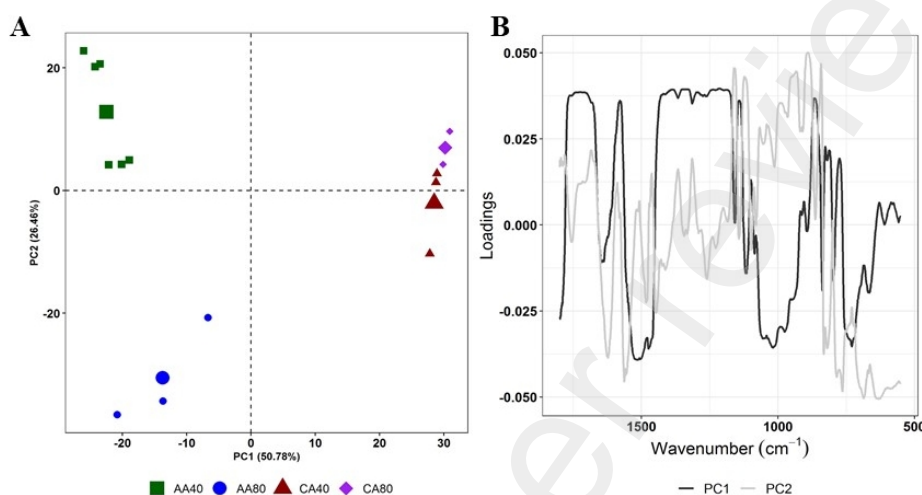 A
20
0
-20
PC2 (26.46%)
-20
-10
0
10
20
30
PC1 (50.78%)
AA40
AA80
CA40
CA80
B
0.050
0.025
0.000
-0.025
-0.050
Loadings
1500
1000
500
Wavenumber (cm⁻¹)
PC1
PC2
er revie